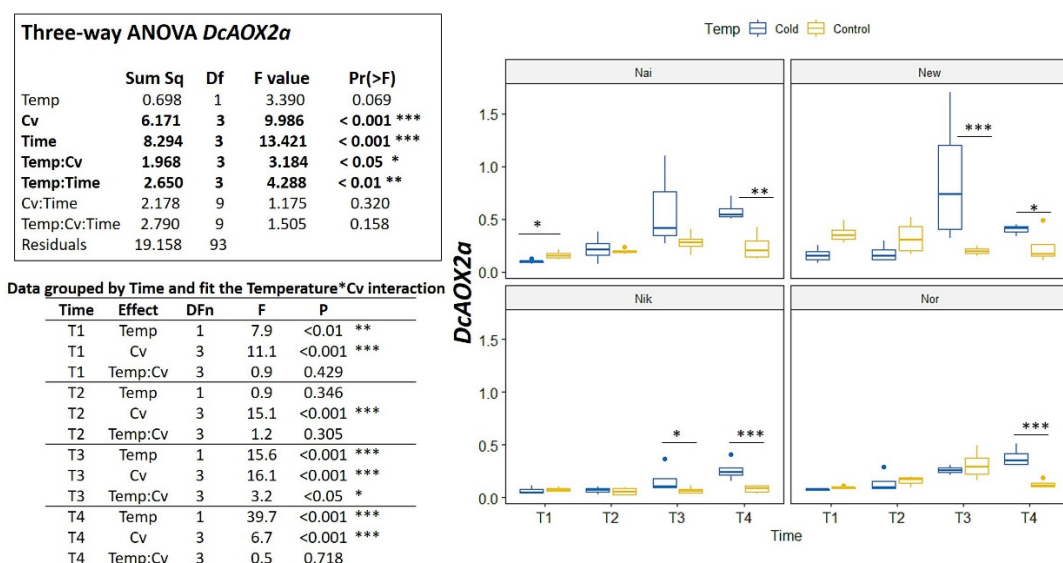 Three-way ANOVA DcAOX2a
Sum Sq Df F value Pr(>F)
Temp 0.698 1 3.390 0.069
Cv 6.171 3 9.986 < 0.001 ***
Time 8.294 3 13.421 < 0.001 ***
Temp:Cv 1.968 3 3.184 < 0.05 *
Temp:Time 2.650 3 4.288 < 0.01 **
Cv:Time 2.178 9 1.175 0.320
Temp:Cv:Time 2.790 9 1.505 0.158
Residuals 19.158 93
Data grouped by Time and fit the Temperature*Cv interaction
Time Effect DFn F P
T1 Temp 1 7.9 <0.01 **
T1 Cv 3 11.1 <0.001 ***
T1 Temp:Cv 3 0.9 0.429
T2 Temp 1 0.9 0.346
T2 Cv 3 15.1 <0.001 ***
T2 Temp:Cv 3 1.2 0.305
T3 Temp 1 15.6 <0.001 ***
T3 Cv 3 16.1 <0.001 ***
T3 Temp:Cv 3 3.2 <0.05 *
T4 Temp 1 39.7 <0.001 ***
T4 Cv 3 6.7 <0.001 ***
T4 Temp:Cv 3 0.5 0.718
Temp Cold Control
Nai New
1.5
1.0
0.5
0.0
* ** *** *
DcAOX2a
Nik Nor
1.5
1.0
0.5
0.0
* *** ***
T1 T2 T3 T4 T1 T2 T3 T4
Time